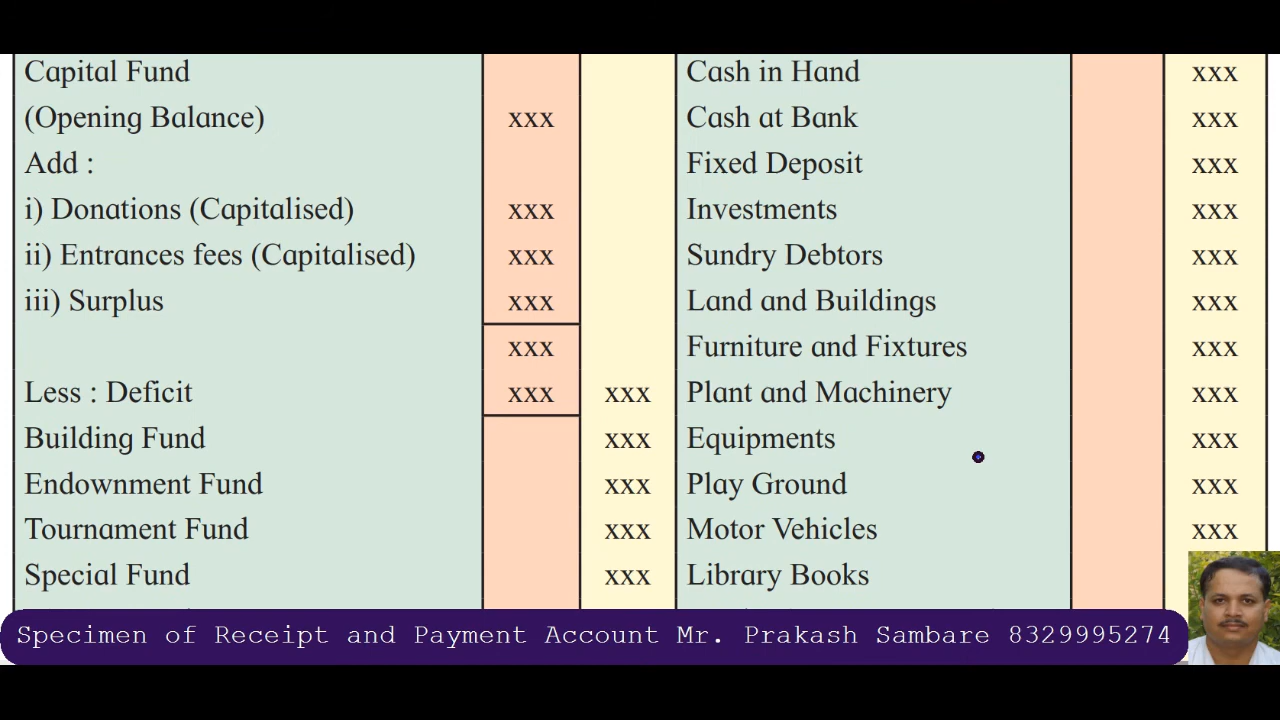 Capital Fund Cash in Hand xxx
(Opening Balance) xxx Cash at Bank xxx
Add : Fixed Deposit xxx
i) Donations (Capitalised) xxx Investments xxx
ii) Entrances fees (Capitalised) xxx Sundry Debtors xxx
iii) Surplus xxx Land and Buildings xxx
xxx Furniture and Fixtures xxx
Less : Deficit xxx xxx Plant and Machinery xxx
Building Fund xxx Equipments xxx
Endownment Fund xxx Play Ground xxx
Tournament Fund xxx Motor Vehicles xxx
Special Fund xxx Library Books
Specimen of Receipt and Payment Account Mr. Prakash Sambare 8329995274